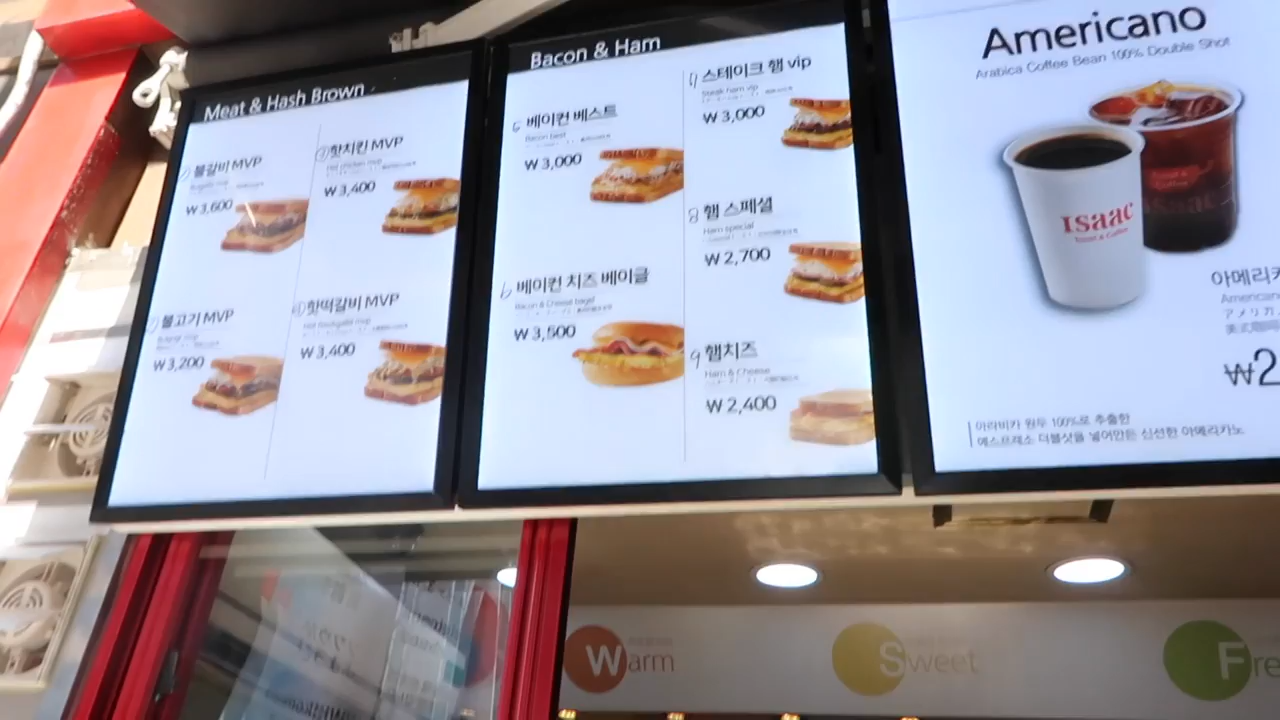 Meat & Hash Brown
불갈비 MVP
₩3,600
핫치킨 MVP
Hot chicken mvp
₩3,400
불고기 MVP
₩3,200
핫떡갈비 MVP
₩3,400
Bacon & Ham
베이컨 베스트
Bacon best
₩3,000
6 베이컨 치즈 베이글
Bacon & Cheese bagel
₩3,500
스테이크 햄 vip
Steak ham vip
₩3,000
8 햄 스페셜
Ham special
₩2,700
9 햄치즈
Ham & Cheese
₩2,400
Americano
Arabica Coffee Bean 100% Double Shot
Isaac
Toast & Coffee
₩2
아라비카 원두 100%로 추출한
에스프레소 더블샷을 넣어만든 신선한 아메리카노
Warm
Sweet
Fre